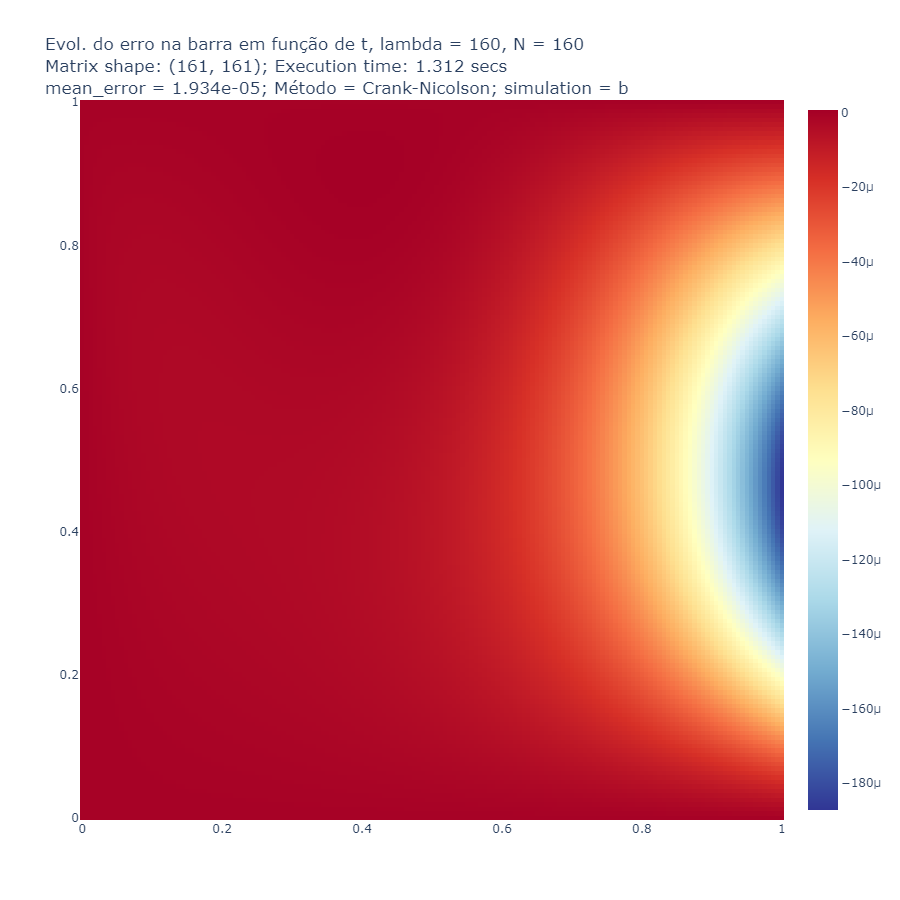 Evol. do erro na barra em função de t, lambda = 160, N = 160
Matrix shape: (161, 161); Execution time: 1.312 secs
mean_error = 1.934e-05; Método = Crank-Nicolson; simulation = b
1
0.8
0.6
0.4
0.2
0
0 0.2 0.4 0.6 0.8 1
0
−20μ
−40μ
−60μ
−80μ
−100μ
−120μ
−140μ
−160μ
−180μ